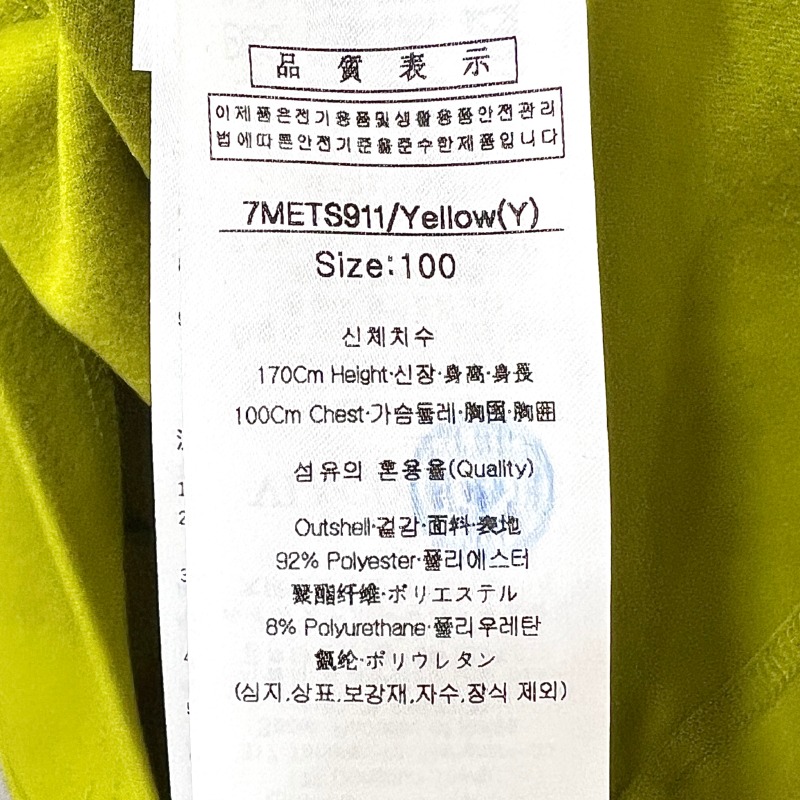 品質表示
이제품은전기용품및생활용품안전관리
법에따른안전기준을준수한제품입니다
7METS911/Yellow(Y)
Size:100
신체치수
170Cm Height·신장·身高·身長
100Cm Chest·가슴둘레·胸围·胸囲
섬유의 혼용율(Quality)
Outshell·겉감·面料·表地
92% Polyester·폴리에스터
聚酯纤维·ポリエステル
8% Polyurethane·폴리우레탄
氨纶·ポリウレタン
(심지,상표,보강재,자수,장식 제외)
1
2
3